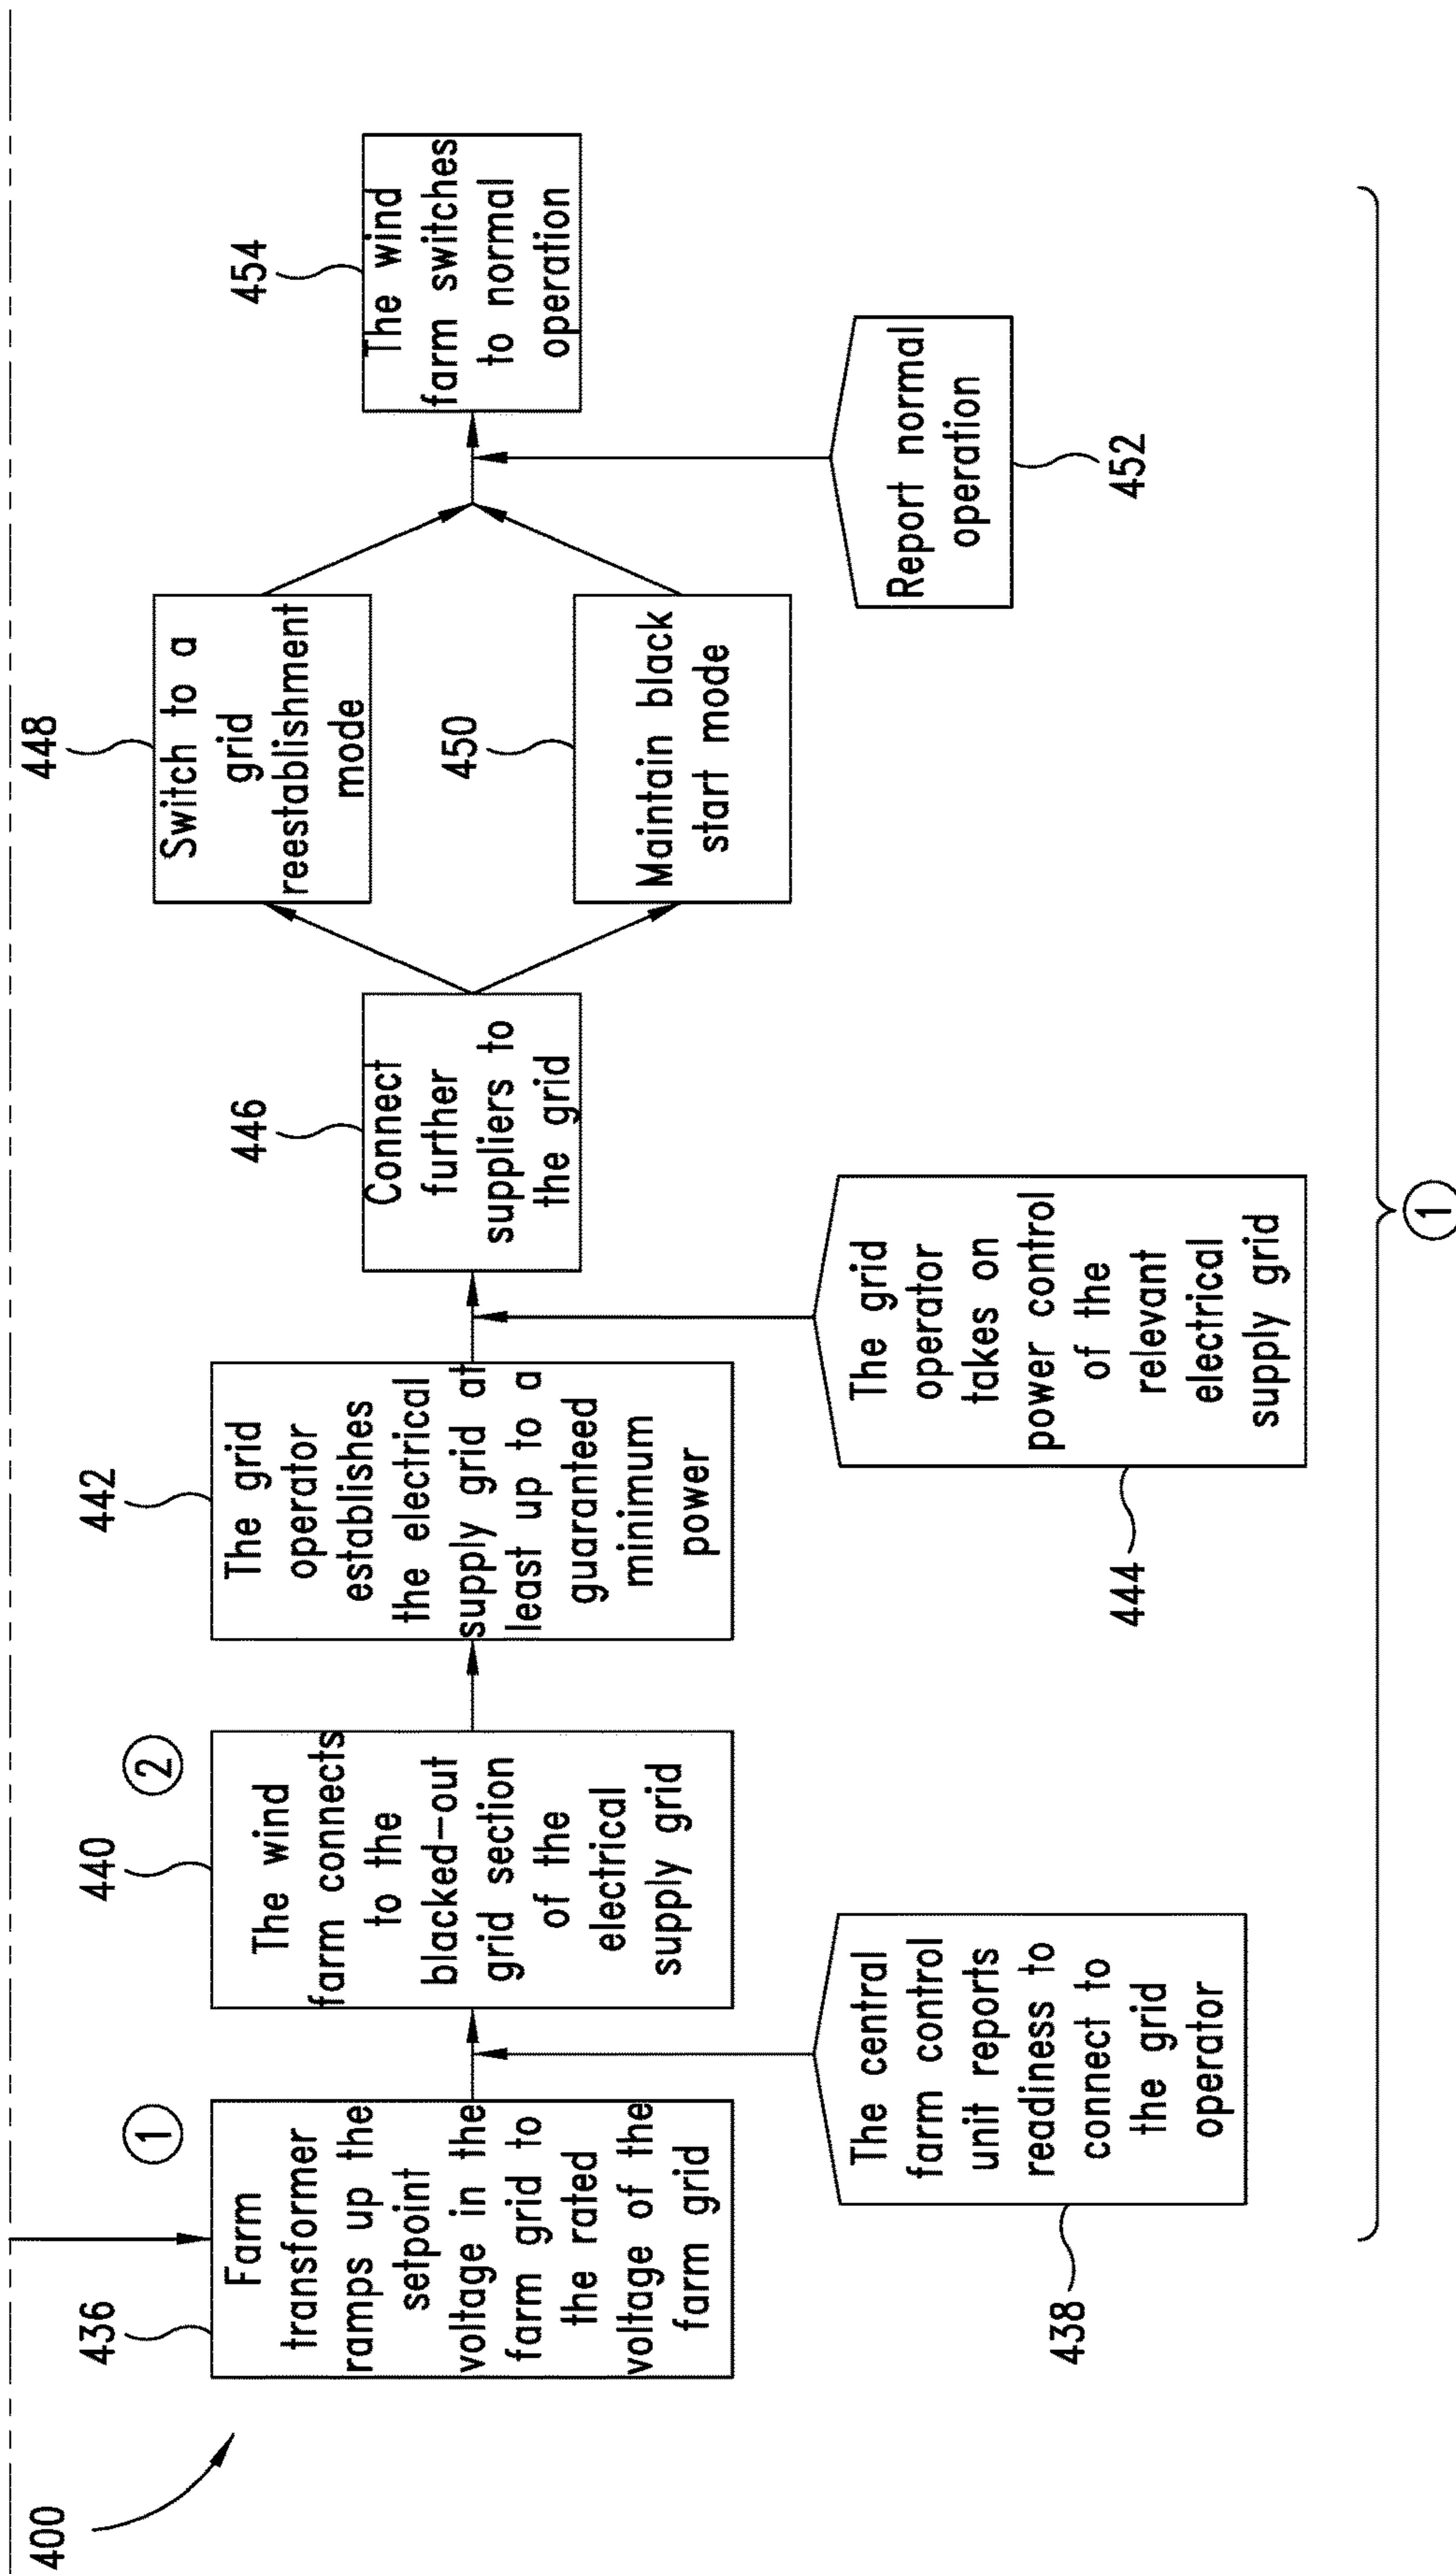 400
436
①
Farm
transformer
ramps up the
setpoint
voltage in the
farm grid to
the rated
voltage of the
farm grid
438
The central
farm control
unit reports
readiness to
connect to
the grid
operator
440
②
The wind
farm connects
to the
blacked-out
grid section
of the
electrical
supply grid
442
The grid
operator
establishes
the electrical
supply grid at
least up to a
guaranteed
minimum
power
444
The grid
operator
takes on
power control
of the
relevant
electrical
supply grid
446
Connect
further
suppliers to
the grid
448
Switch to a
grid
reestablishment
mode
450
Maintain black
start mode
452
Report normal
operation
454
The wind
farm switches
to normal
operation
①